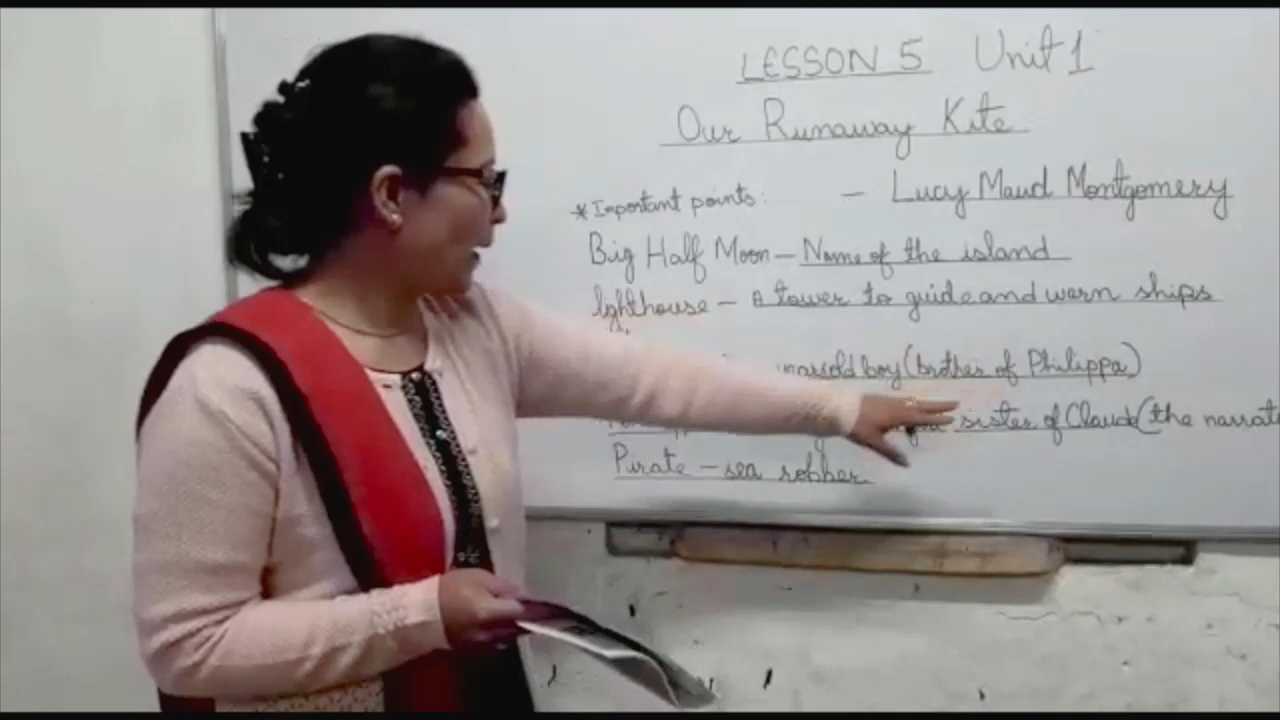 LESSON 5 Unit 1
Our Runaway Kite
- Lucy Maud Montgomery
* Important points:
Big Half Moon - Name of the island
lghthouse - A tower to guide and warn ships
old boy (brother of Philippa)
sister of Claude (the narrat
Pirate - sea robber